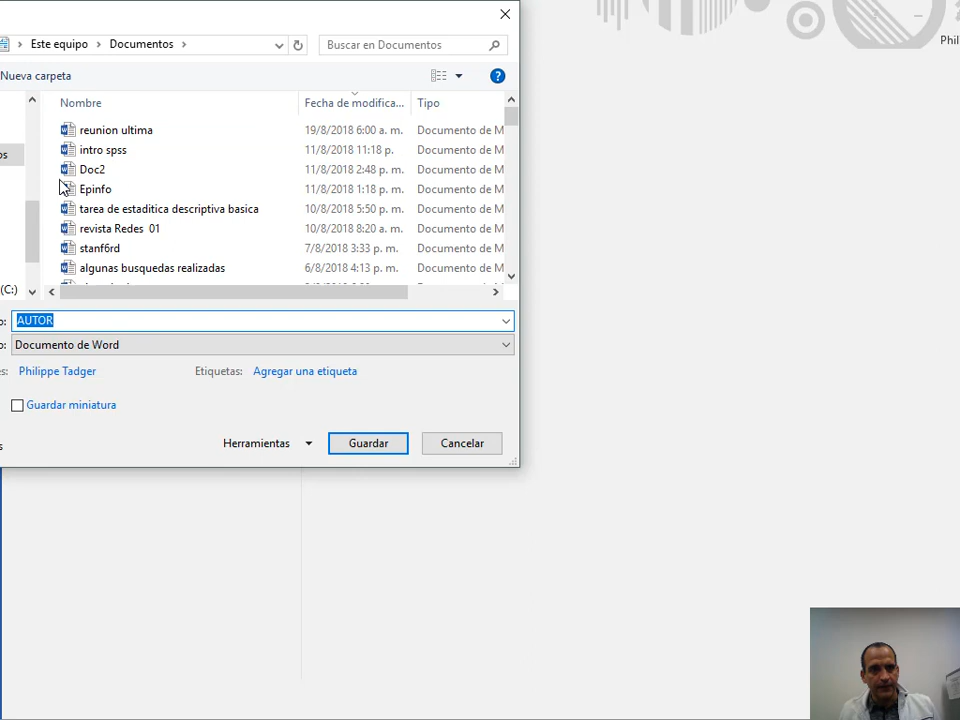 Este equipo > Documentos >
Buscar en Documentos
Phil
Nueva carpeta
Nombre Fecha de modifica... Tipo
reunion ultima 19/8/2018 6:00 a. m. Documento de M
os
intro spss 11/8/2018 11:18 p. Documento de M
Doc2 11/8/2018 2:48 p. m. Documento de M
Epinfo 11/8/2018 1:18 p. m. Documento de M
tarea de estaditica descriptiva basica 10/8/2018 5:50 p. m. Documento de M
revista Redes 01 10/8/2018 8:20 a. m. Documento de M
stanf6rd 7/8/2018 3:33 p. m. Documento de M
algunas busquedas realizadas 6/8/2018 4:13 p. m. Documento de M
(C:)
o: AUTOR
o: Documento de Word
es: Philippe Tadger Etiquetas: Agregar una etiqueta
Guardar miniatura
s Herramientas Guardar Cancelar